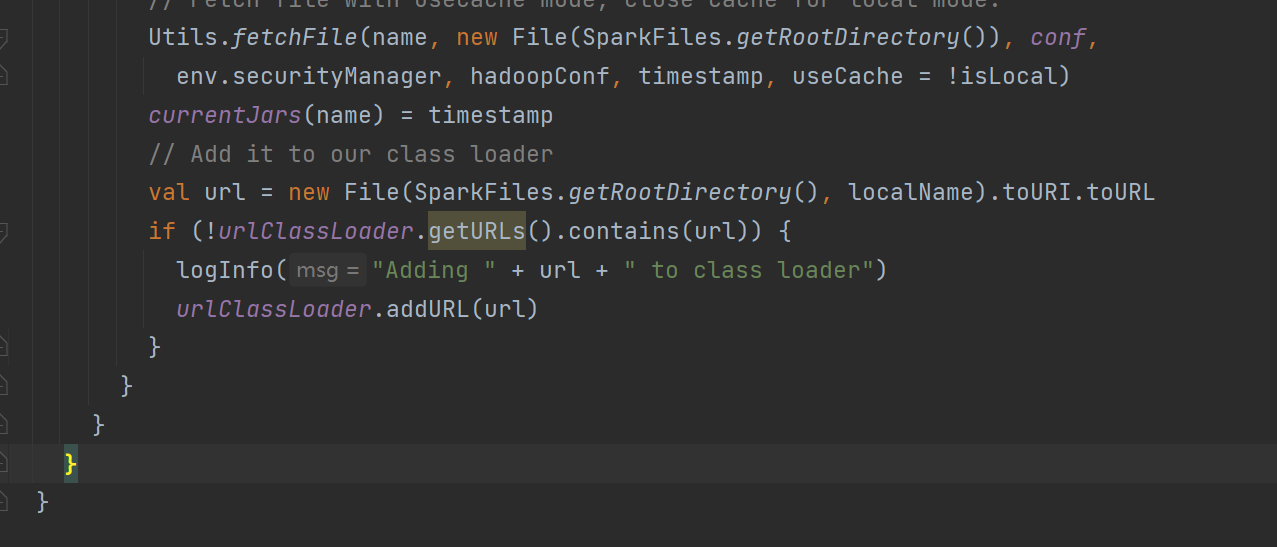 // Fetch file with useCache mode, close cache for local mode.
Utils.fetchFile(name, new File(SparkFiles.getRootDirectory()), conf,
env.securityManager, hadoopConf, timestamp, useCache = !isLocal)
currentJars(name) = timestamp
// Add it to our class loader
val url = new File(SparkFiles.getRootDirectory(), localName).toURI.toURL
if (!urlClassLoader.getURLs().contains(url)) {
logInfo( msg = "Adding " + url + " to class loader")
urlClassLoader.addURL(url)
}
}
}
}
}